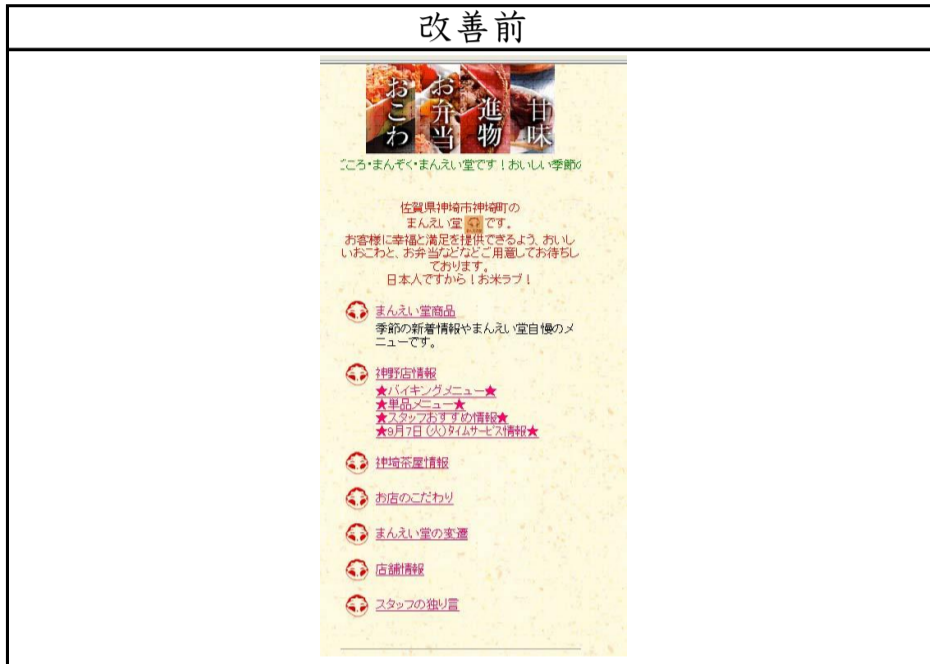 改善前
おこわ
お弁当
進物
甘味
ごころ・まんぞく・まんえい堂です！おいしい季節の
佐賀県神埼市神埼町の
まんえい堂 です。
お客様に幸福と満足を提供できるよう、おいし
いおこわと、お弁当などなどご用意してお待ちし
ております。
日本人ですから！お米ラブ！
まんえい堂商品
季節の新着情報やまんえい堂自慢のメ
ニューです。
神野店情報
★バイキングメニュー★
★単品メニュー★
★スタッフおすすめ情報★
★9月7日(火)タイムサービス情報★
神埼茶屋情報
お店のこだわり
まんえい堂の変遷
店舗情報
スタッフの独り言